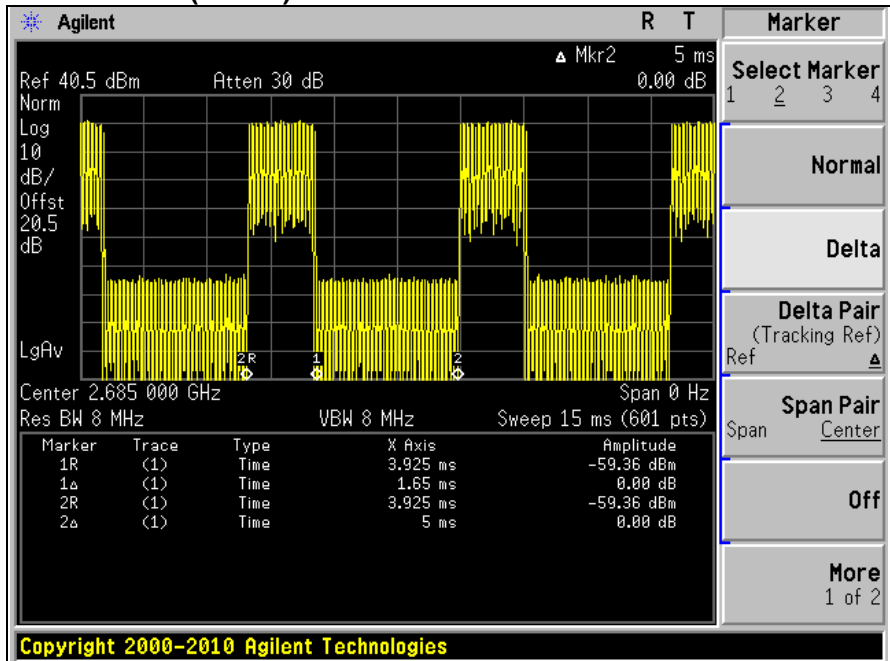 Agilent R T
Δ Mkr2 5 ms
Ref 40.5 dBm Atten 30 dB 0.00 dB
Norm
Log
10
dB/
Offst
20.5
dB
LgAv
2R 1 2
Center 2.685 000 GHz Span 0 Hz
Res BW 8 MHz VBW 8 MHz Sweep 15 ms (601 pts)
Marker Trace Type X Axis Amplitude
1R (1) Time 3.925 ms -59.36 dBm
1Δ (1) Time 1.65 ms 0.00 dB
2R (1) Time 3.925 ms -59.36 dBm
2Δ (1) Time 5 ms 0.00 dB
Copyright 2000-2010 Agilent Technologies
Marker
Select Marker
1 2 3 4
Normal
Delta
Delta Pair
(Tracking Ref)
Ref Δ
Span Pair
Span Center
Off
More
1 of 2